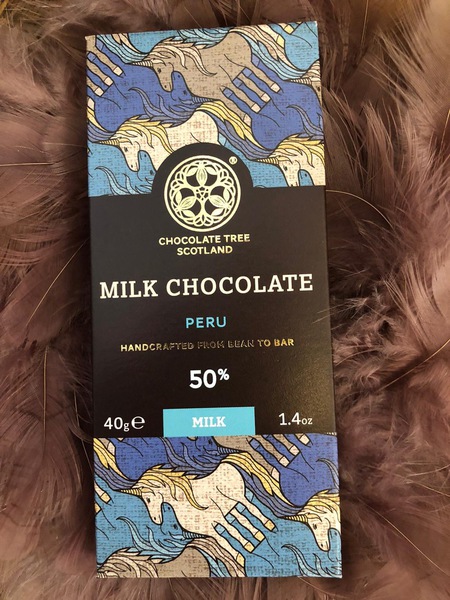 CHOCOLATE TREE
SCOTLAND
MILK CHOCOLATE
PERU
HANDCRAFTED FROM BEAN TO BAR
50%
40g℮
MILK
1.4oz